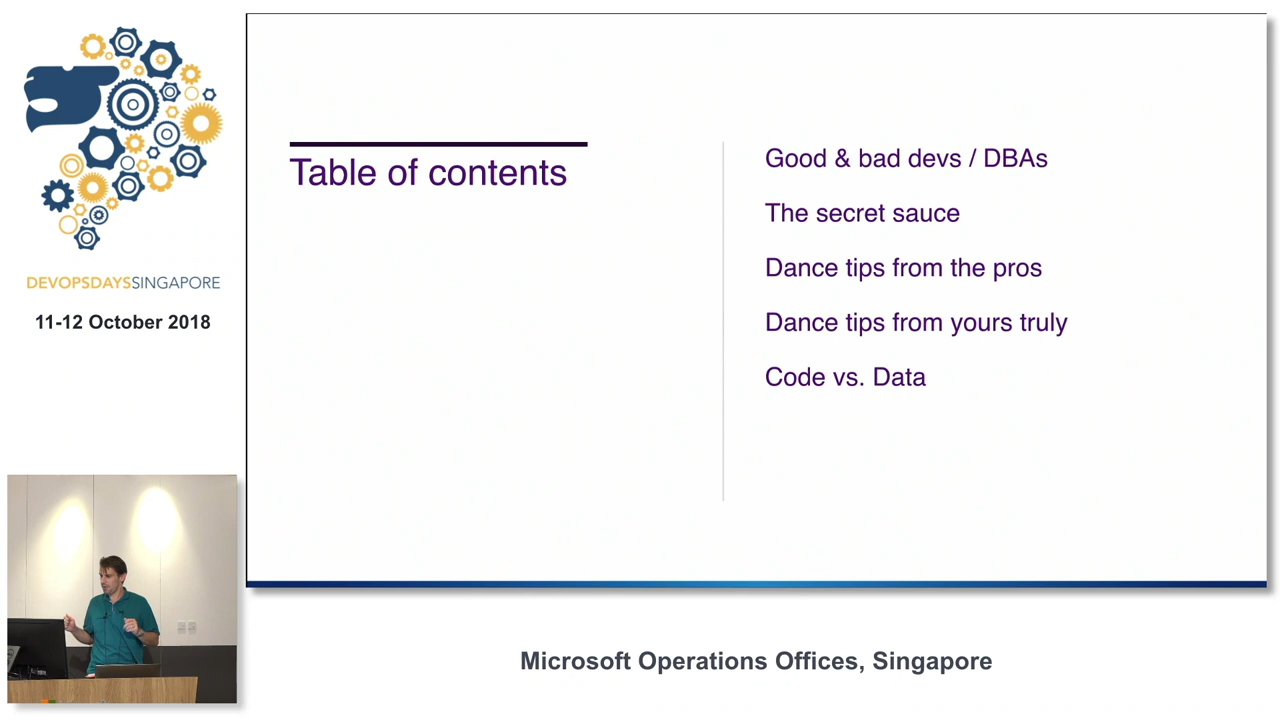 DEVOPSDAYSSINGAPORE
11-12 October 2018
Table of contents
Good & bad devs / DBAs
The secret sauce
Dance tips from the pros
Dance tips from yours truly
Code vs. Data
Microsoft Operations Offices, Singapore